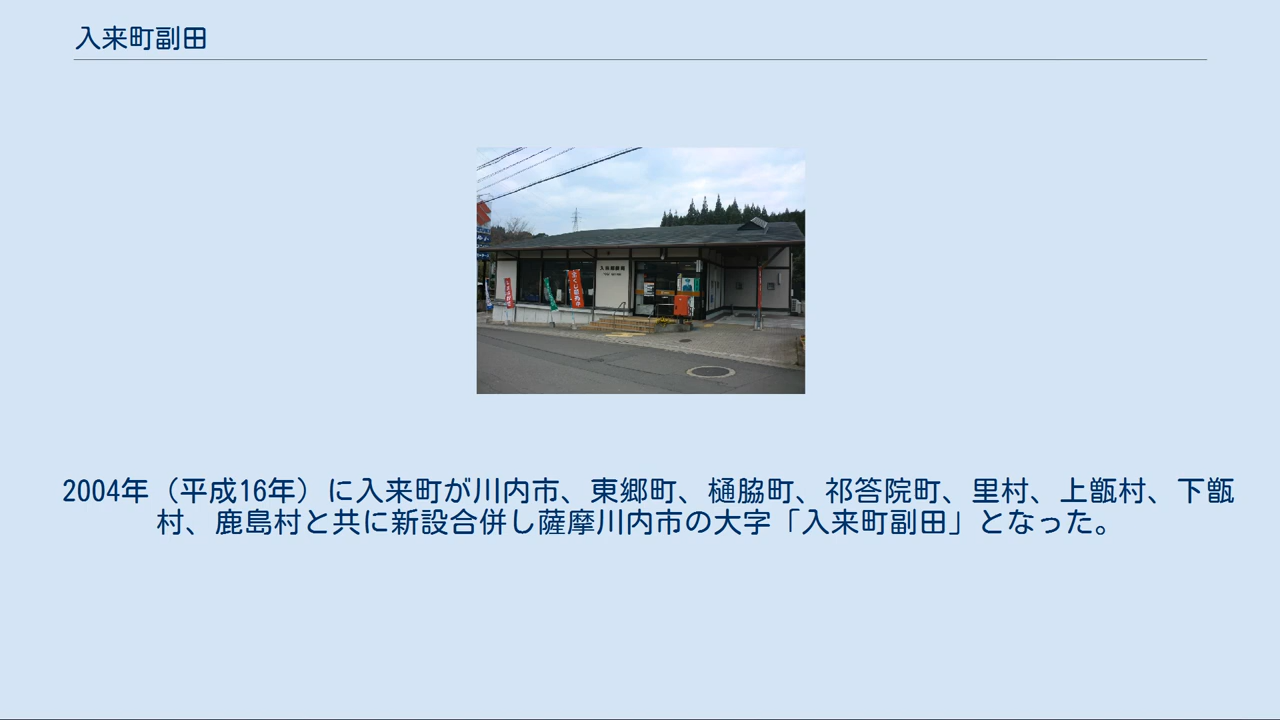 入来町副田
2004年（平成16年）に入来町が川内市、東郷町、樋脇町、祁答院町、里村、上甑村、下甑
村、鹿島村と共に新設合併し薩摩川内市の大字「入来町副田」となった。